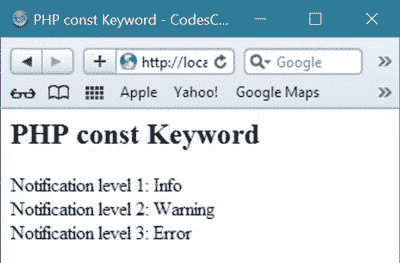 PHP const Keyword - CodesC...
http://loca
Google
Apple Yahoo! Google Maps
PHP const Keyword
Notification level 1: Info
Notification level 2: Warning
Notification level 3: Error